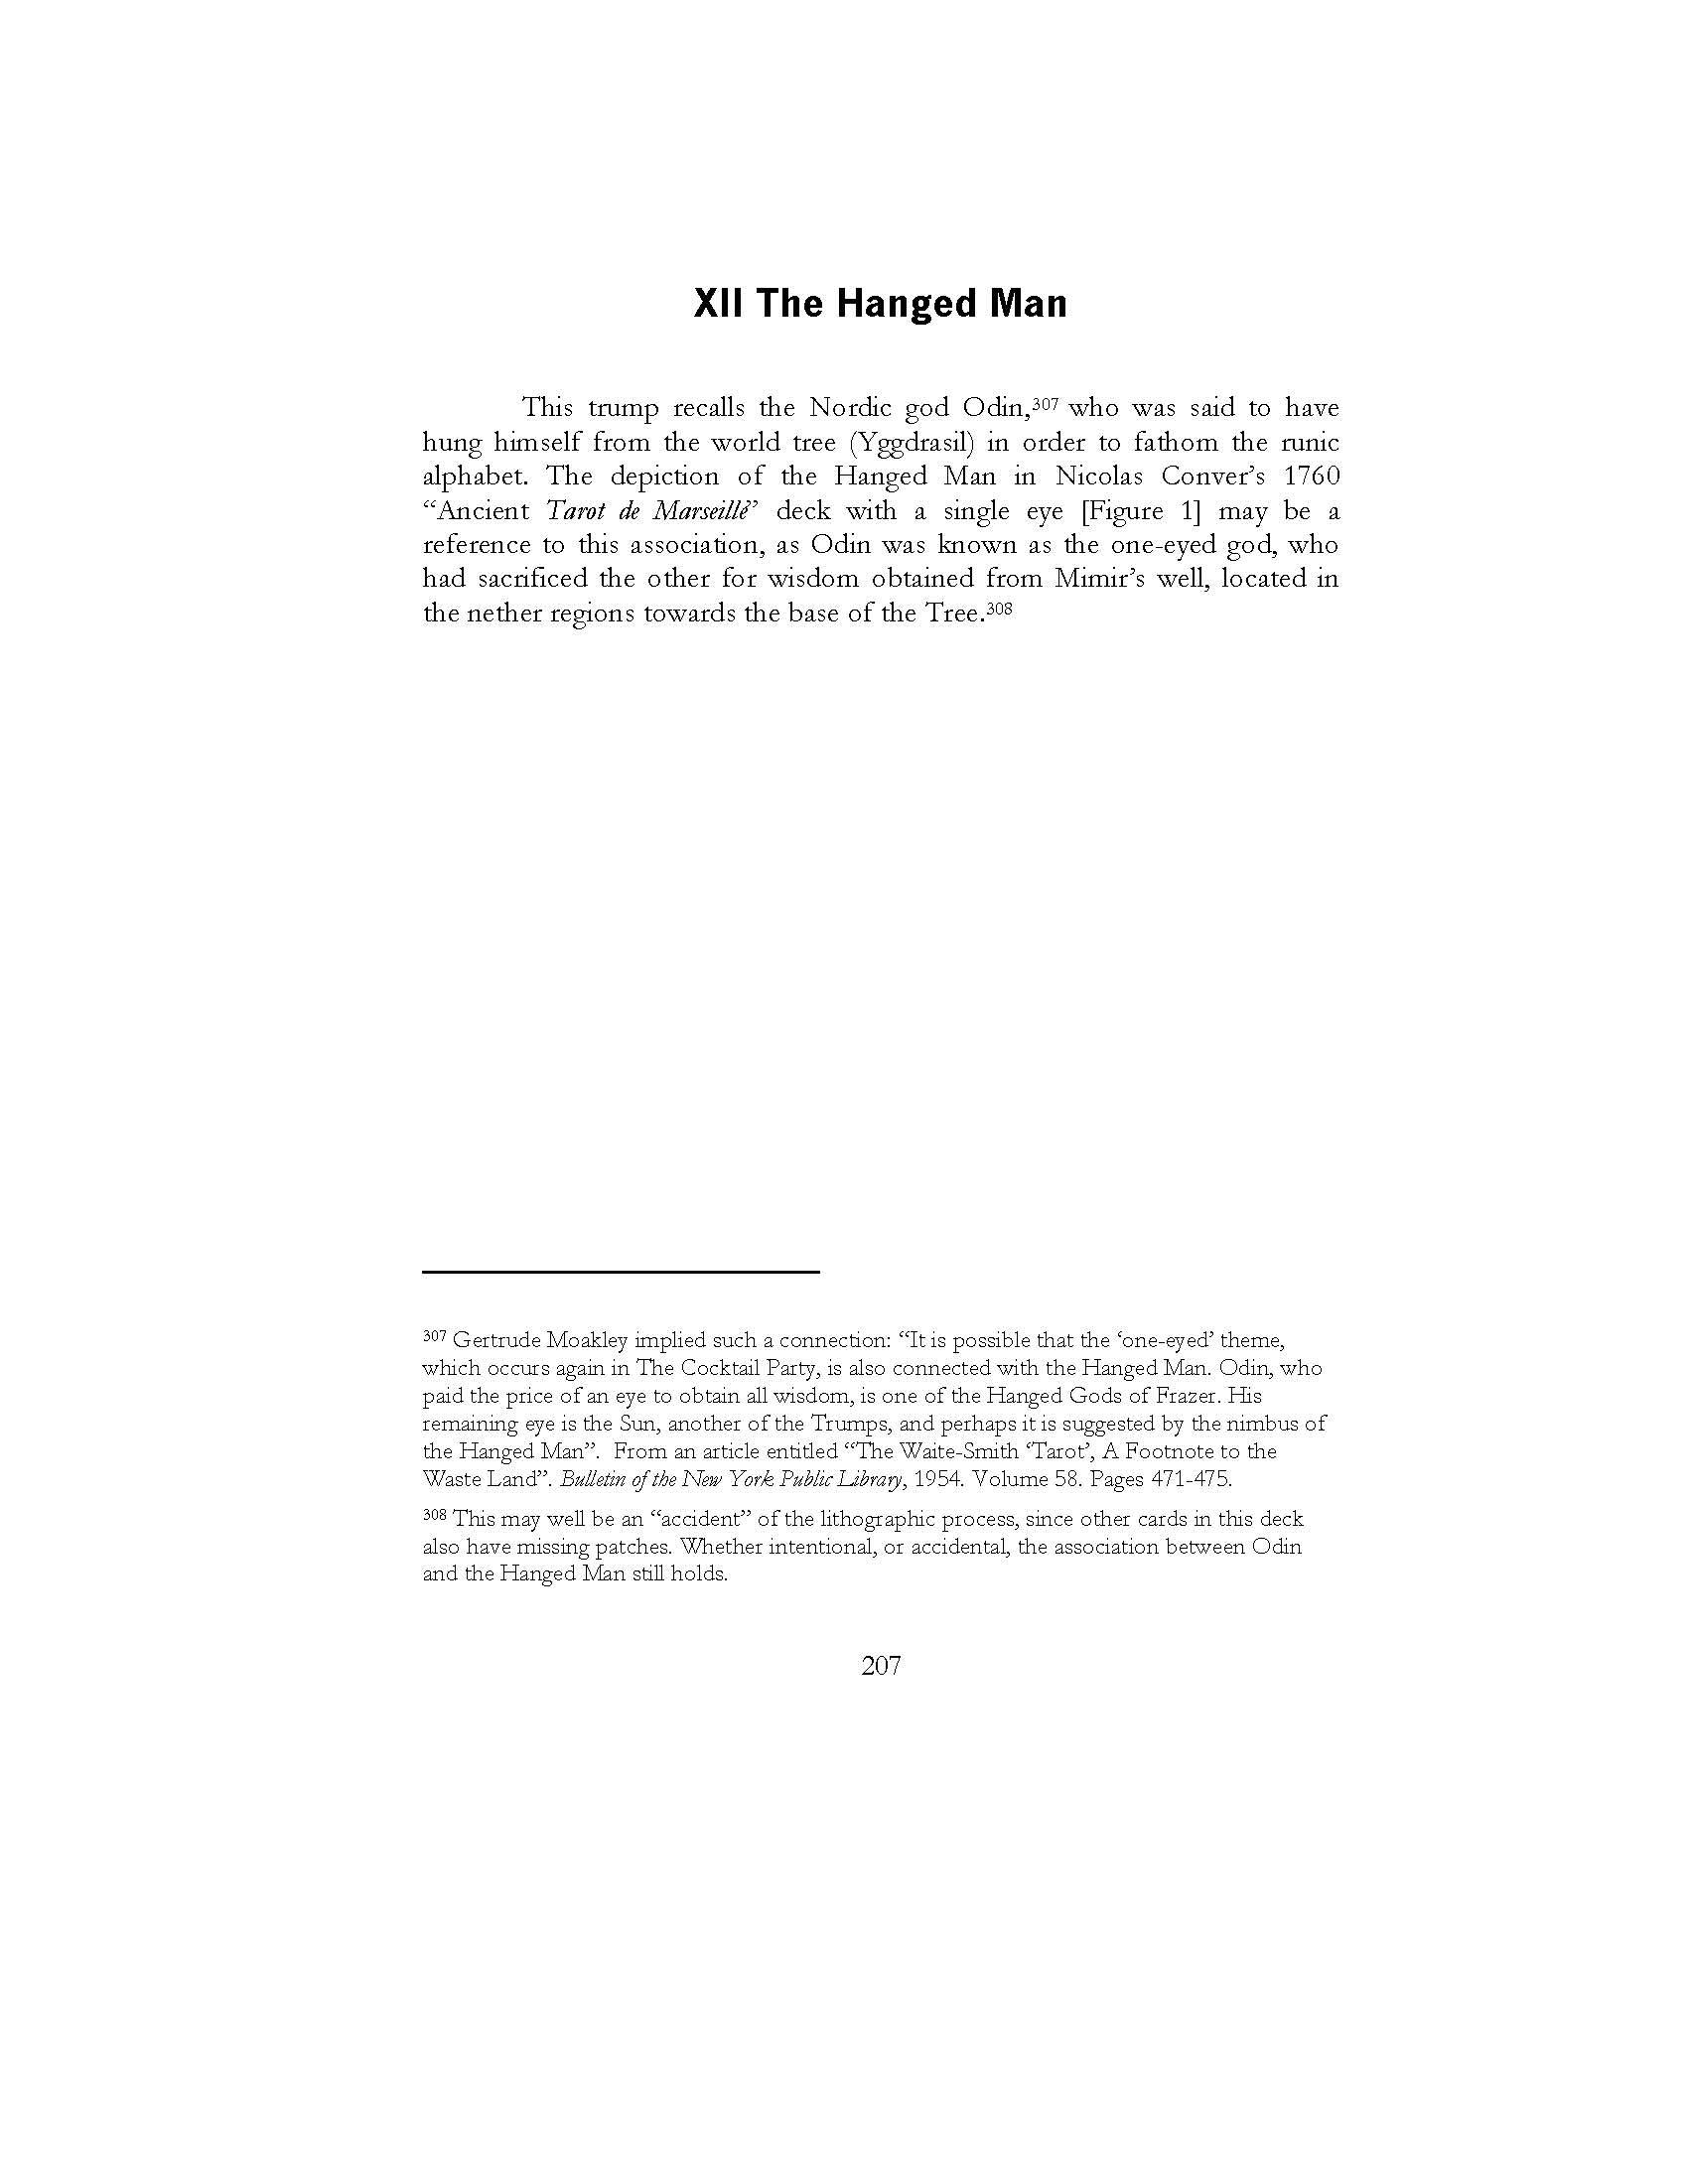 XII The Hanged Man
This trump recalls the Nordic god Odin,307 who was said to have
hung himself from the world tree (Yggdrasil) in order to fathom the runic
alphabet. The depiction of the Hanged Man in Nicolas Conver’s 1760
“Ancient Tarot de Marseille” deck with a single eye [Figure 1] may be a
reference to this association, as Odin was known as the one-eyed god, who
had sacrificed the other for wisdom obtained from Mimir’s well, located in
the nether regions towards the base of the Tree.308
307 Gertrude Moakley implied such a connection: “It is possible that the ‘one-eyed’ theme,
which occurs again in The Cocktail Party, is also connected with the Hanged Man. Odin, who
paid the price of an eye to obtain all wisdom, is one of the Hanged Gods of Frazer. His
remaining eye is the Sun, another of the Trumps, and perhaps it is suggested by the nimbus of
the Hanged Man”.  From an article entitled “The Waite-Smith ‘Tarot’, A Footnote to the
Waste Land”. Bulletin of the New York Public Library, 1954. Volume 58. Pages 471-475.
308 This may well be an “accident” of the lithographic process, since other cards in this deck
also have missing patches. Whether intentional, or accidental, the association between Odin
and the Hanged Man still holds.
207